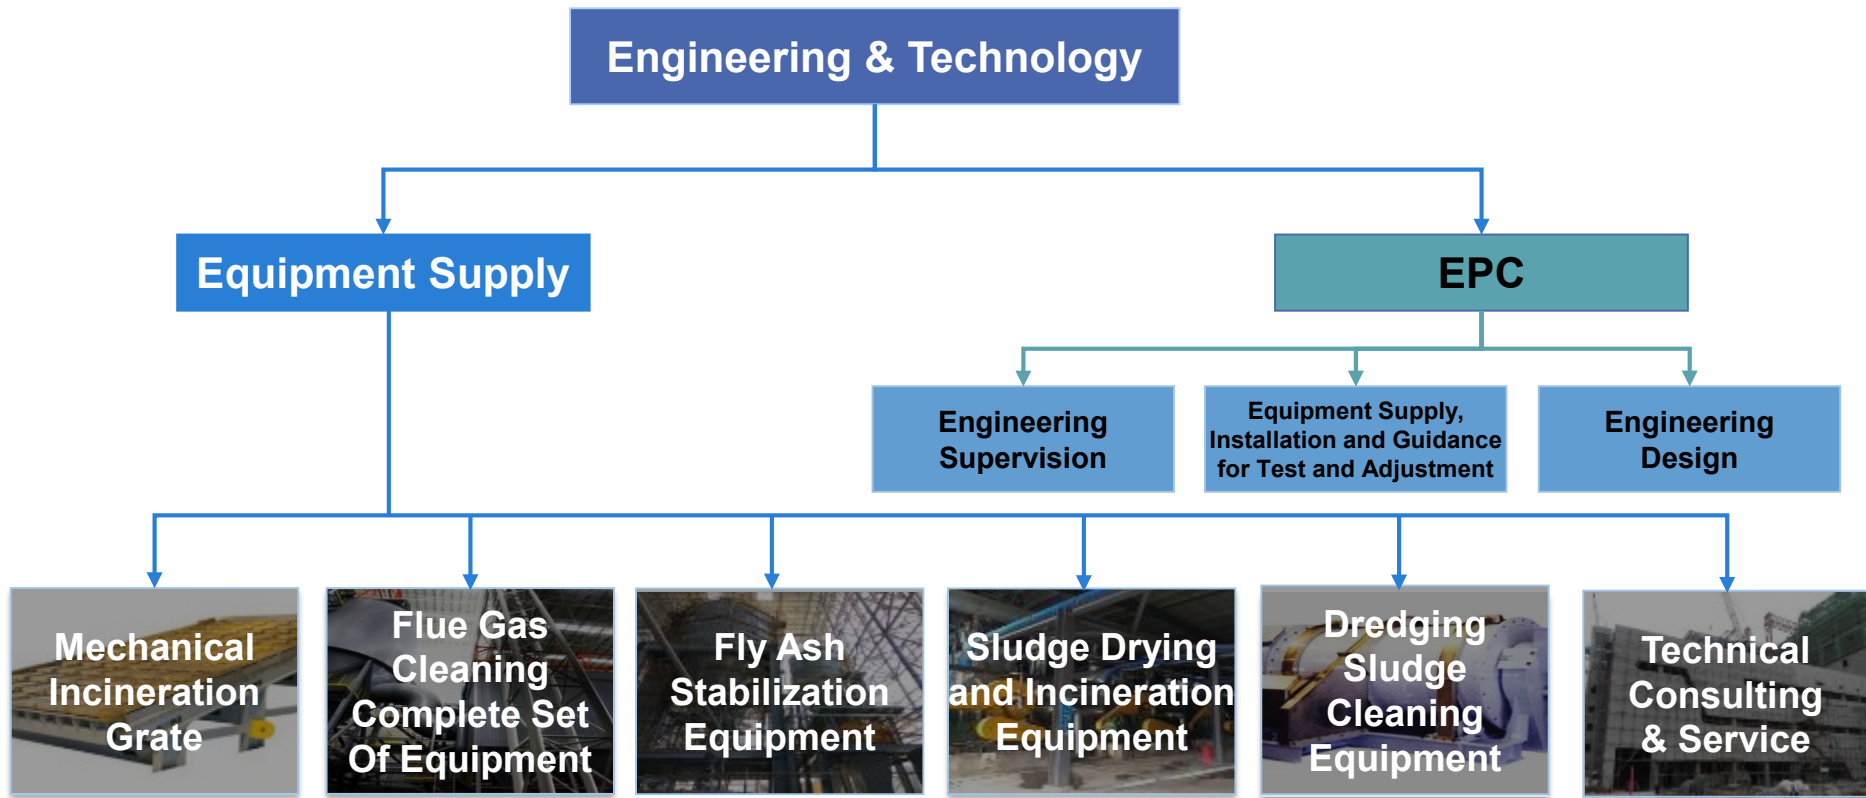 Engineering & Technology
Equipment Supply
EPC
Engineering
Supervision
Equipment Supply,
Installation and Guidance
for Test and Adjustment
Engineering
Design
Mechanical
Incineration
Grate
Flue Gas
Cleaning
Complete Set
Of Equipment
Fly Ash
Stabilization
Equipment
Sludge Drying
and Incineration
Equipment
Dredging
Sludge
Cleaning
Equipment
Technical
Consulting
& Service